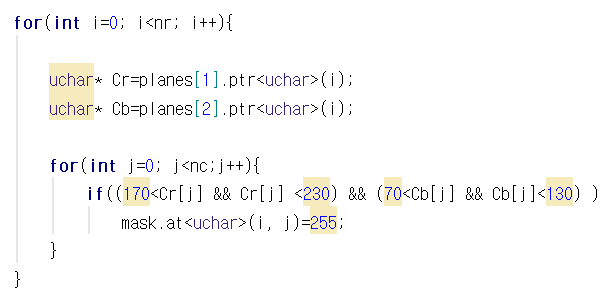 for(int i=0; i<nr; i++){
uchar* Cr=planes[1].ptr<uchar>(i);
uchar* Cb=planes[2].ptr<uchar>(i);
for(int j=0; j<nc;j++){
if((170<Cr[j] && Cr[j] <230) && (70<Cb[j] && Cb[j]<130) )
mask.at<uchar>(i, j)=255;
}
}